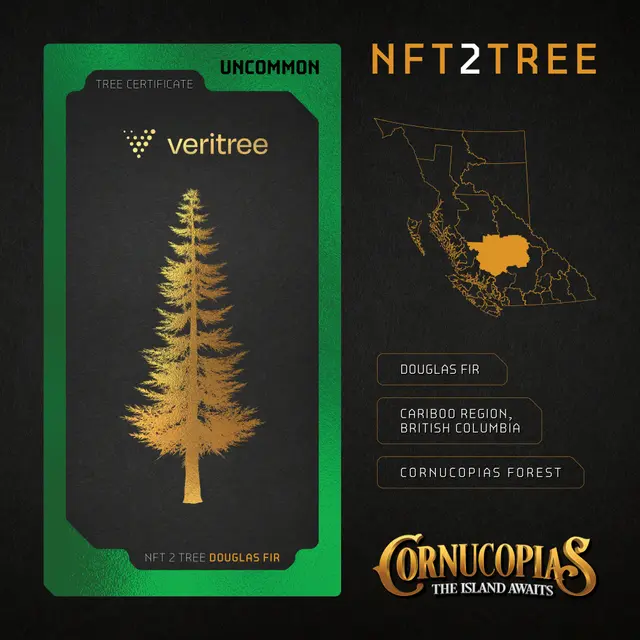 UNCOMMON
TREE CERTIFICATE
veritree
NFT 2 TREE DOUGLAS FIR
NFT2TREE
DOUGLAS FIR
CARIBOO REGION,
BRITISH COLUMBIA
CORNUCOPIAS FOREST
CORNUCOPIAS
THE ISLAND AWAITS